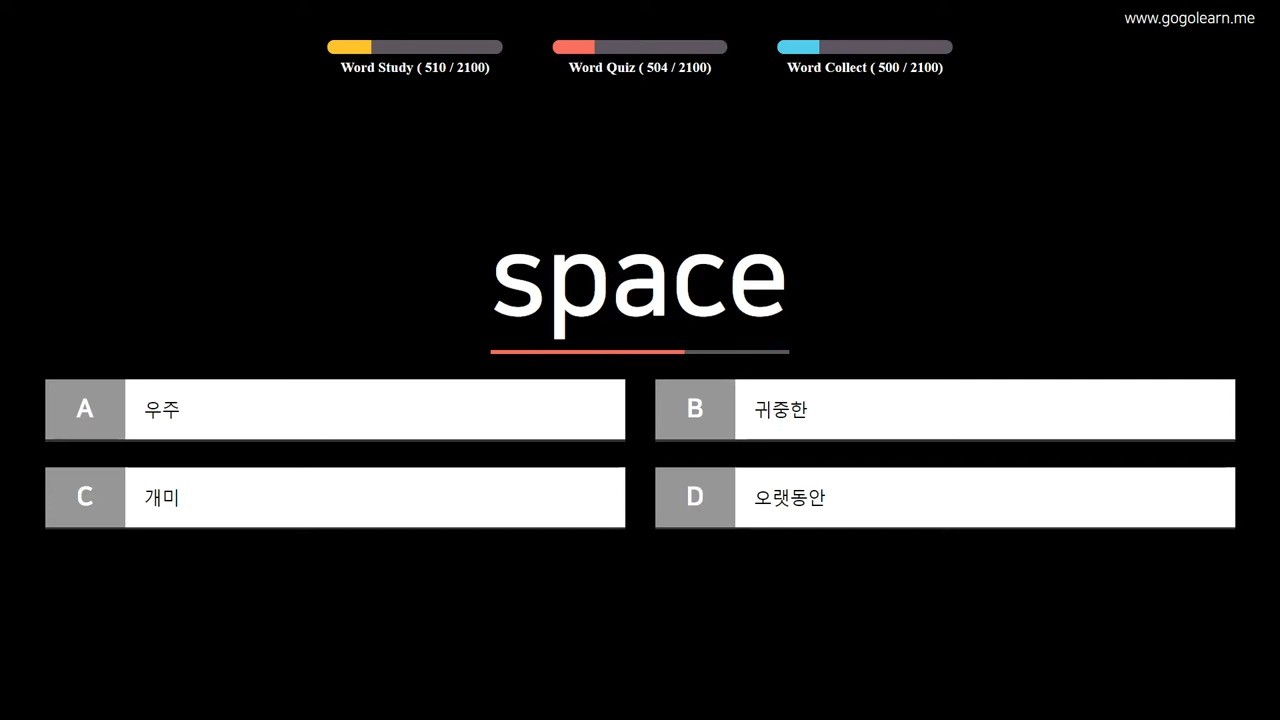 www.gogolearn.me
Word Study ( 510 / 2100)
Word Quiz ( 504 / 2100)
Word Collect ( 500 / 2100)
space
A 우주
B 귀중한
C 개미
D 오랫동안